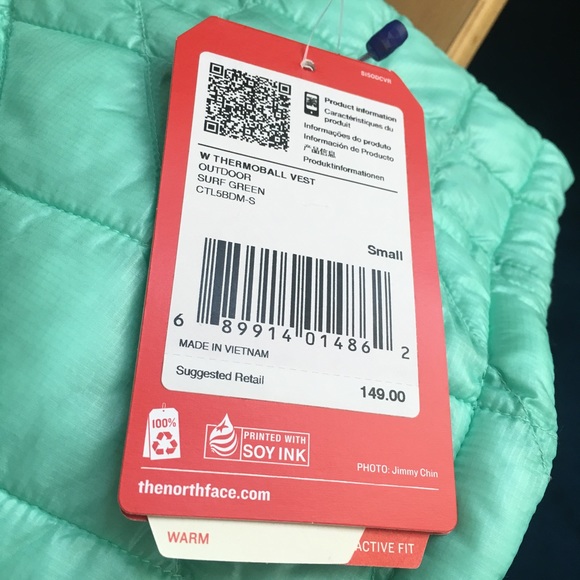 SISODCVR
Product information
Caractéristiques du
produit
Informações do produto
Información de Producto
产品信息
Produktinformationen
W THERMOBALL VEST
OUTDOOR
SURF GREEN
CTL5BDM-S
Small
6 89914 01486 2
MADE IN VIETNAM
Suggested Retail
149.00
100%
PRINTED WITH
SOY INK
PHOTO: Jimmy Chin
thenorthface.com
WARM
ACTIVE FIT